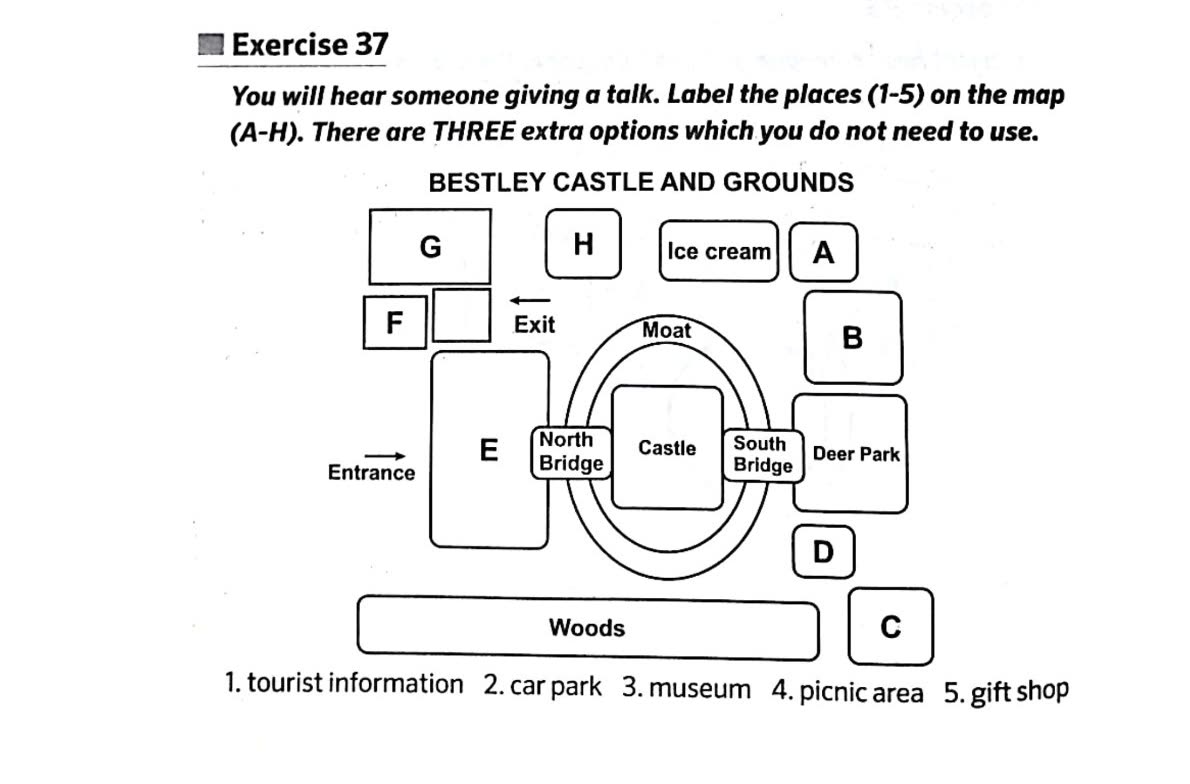 Exercise 37
You will hear someone giving a talk. Label the places (1-5) on the map
(A-H). There are THREE extra options which you do not need to use.
BESTLEY CASTLE AND GROUNDS
G
H
Ice cream
A
F
Exit
Moat
B
Entrance
E
North
Bridge
Castle
South
Bridge
Deer Park
D
Woods
C
1. tourist information 2. car park 3. museum 4. picnic area 5. gift shop